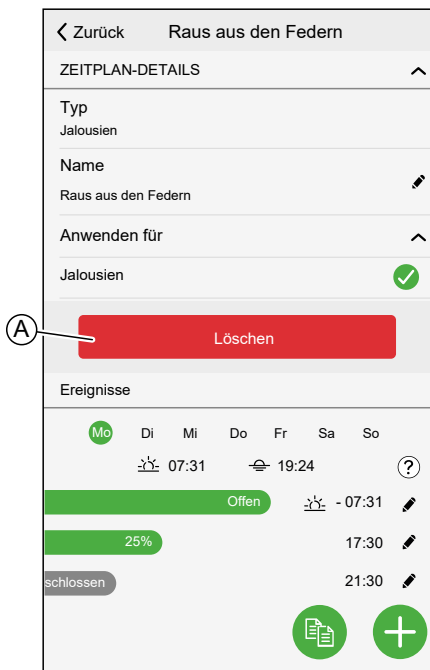 Zurück Raus aus den Federn
ZEITPLAN-DETAILS
Typ
Jalousien
Name
Raus aus den Federn
Anwenden für
Jalousien
A
Löschen
Ereignisse
Mo Di Mi Do Fr Sa So
07:31 19:24 ?
Offen - 07:31
25% 17:30
schlossen 21:30